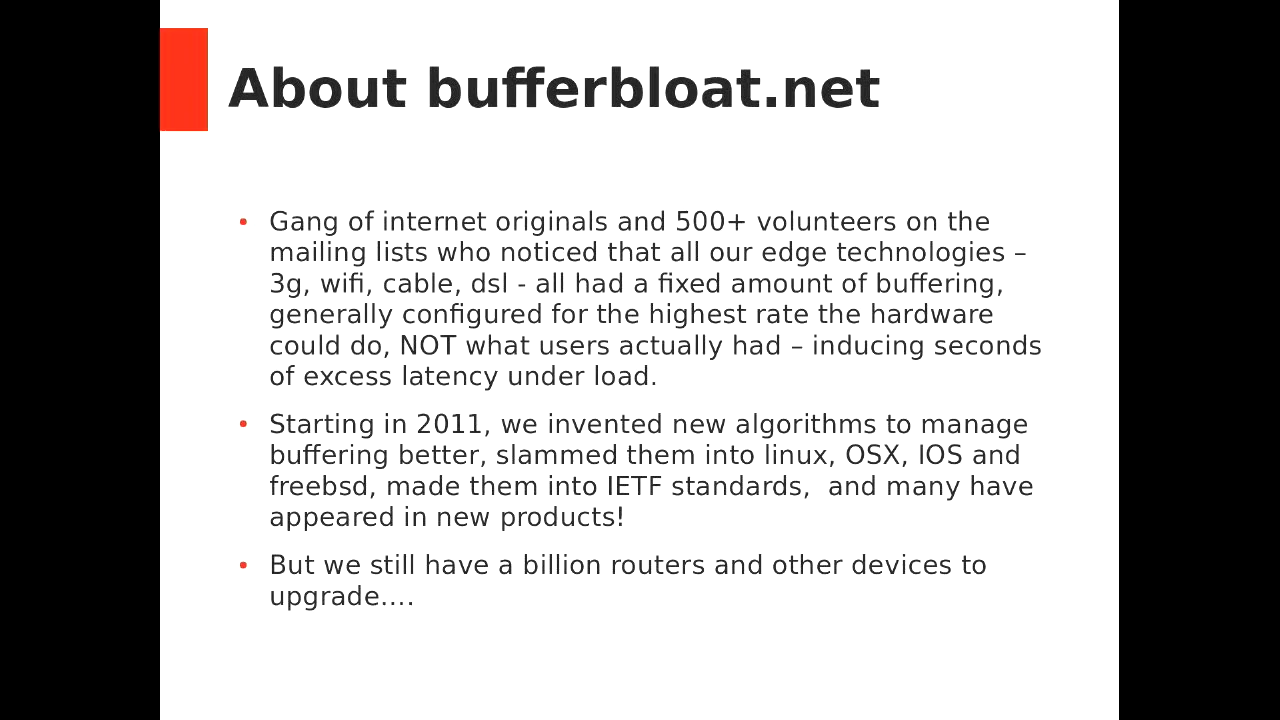 About bufferbloat.net
• Gang of internet originals and 500+ volunteers on the
mailing lists who noticed that all our edge technologies –
3g, wifi, cable, dsl - all had a fixed amount of buffering,
generally configured for the highest rate the hardware
could do, NOT what users actually had – inducing seconds
of excess latency under load.
• Starting in 2011, we invented new algorithms to manage
buffering better, slammed them into linux, OSX, IOS and
freebsd, made them into IETF standards,  and many have
appeared in new products!
• But we still have a billion routers and other devices to
upgrade....